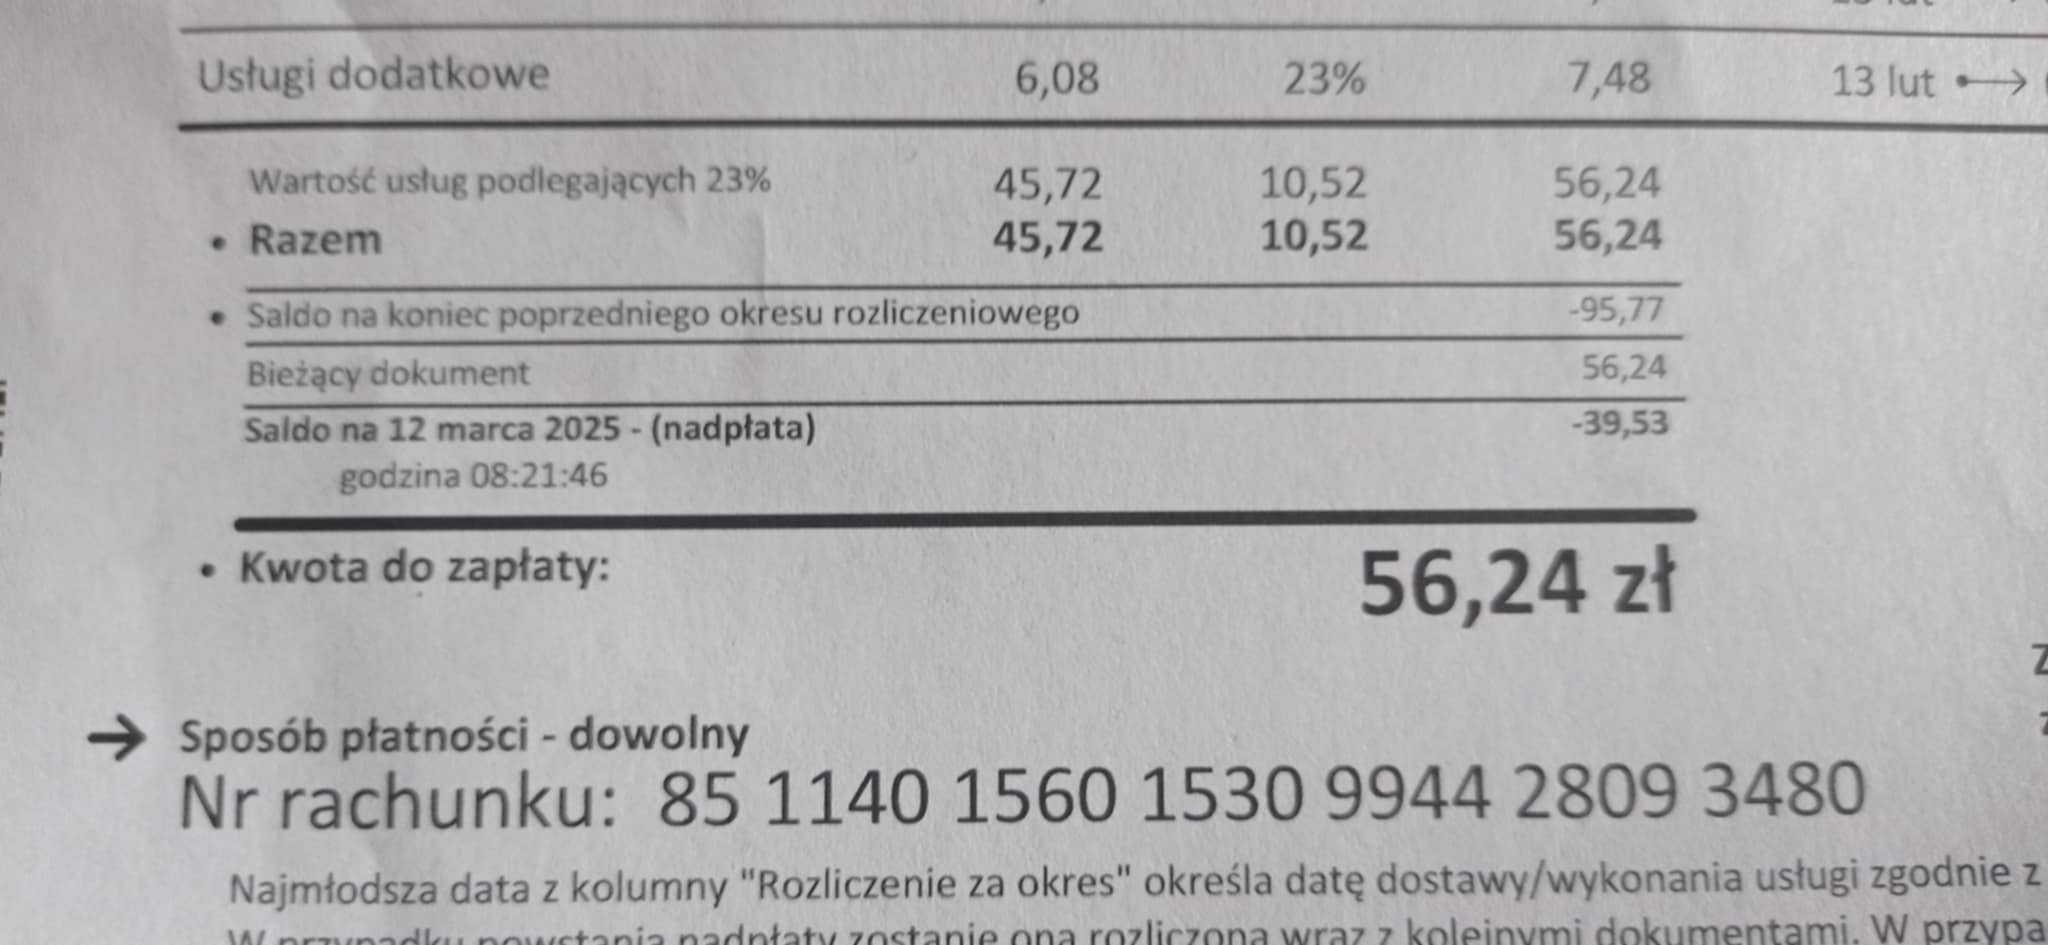 Usługi dodatkowe 6,08 23% 7,48 13 lut
Wartość usług podlegających 23% 45,72 10,52 56,24
• Razem 45,72 10,52 56,24
• Saldo na koniec poprzedniego okresu rozliczeniowego -95,77
Bieżący dokument 56,24
Saldo na 12 marca 2025 - (nadpłata) -39,53
godzina 08:21:46
• Kwota do zapłaty: 56,24 zł
→ Sposób płatności - dowolny
Nr rachunku: 85 1140 1560 1530 9944 2809 3480
Najmłodsza data z kolumny "Rozliczenie za okres" określa datę dostawy/wykonania usługi zgodnie z
W przypadku powstania nadpłaty zostanie ona rozliczona wraz z kolejnymi dokumentami. W